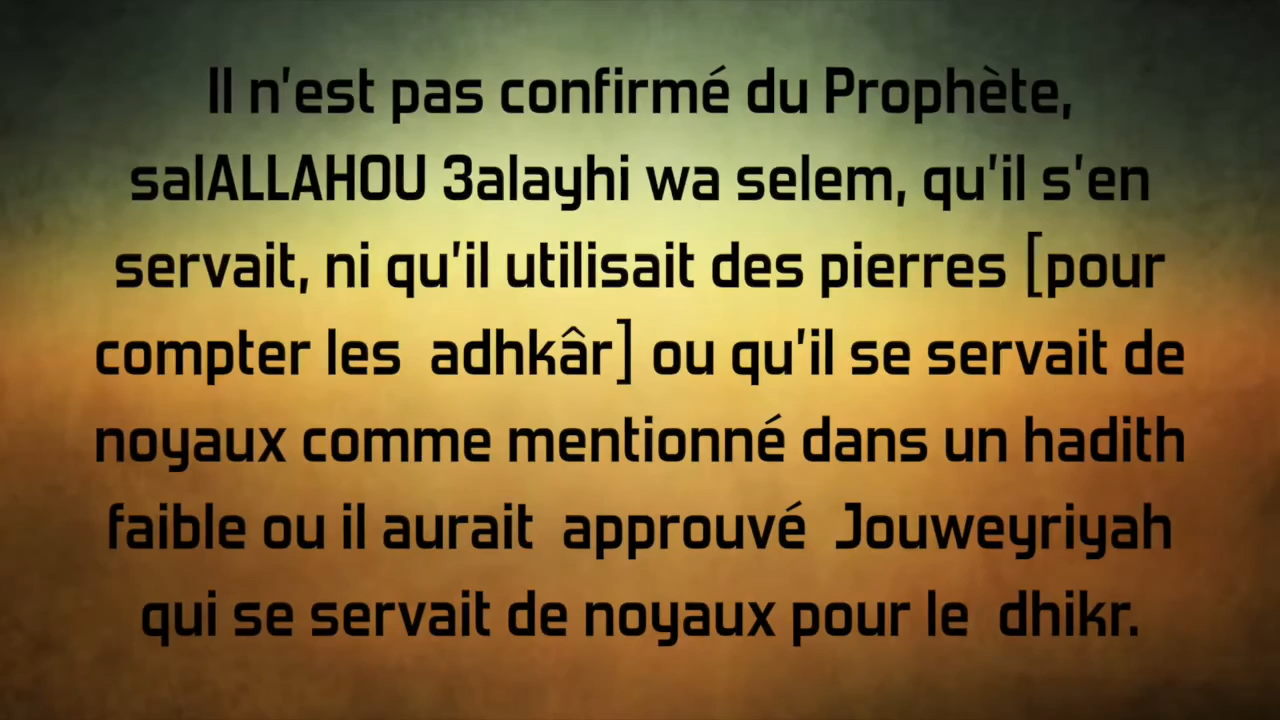 Il n'est pas confirmé du Prophète,
salALLAHOU 3alayhi wa selem, qu'il s'en
servait, ni qu'il utilisait des pierres [pour
compter les adhkâr] ou qu'il se servait de
noyaux comme mentionné dans un hadith
faible ou il aurait approuvé Jouweyriyah
qui se servait de noyaux pour le dhikr.